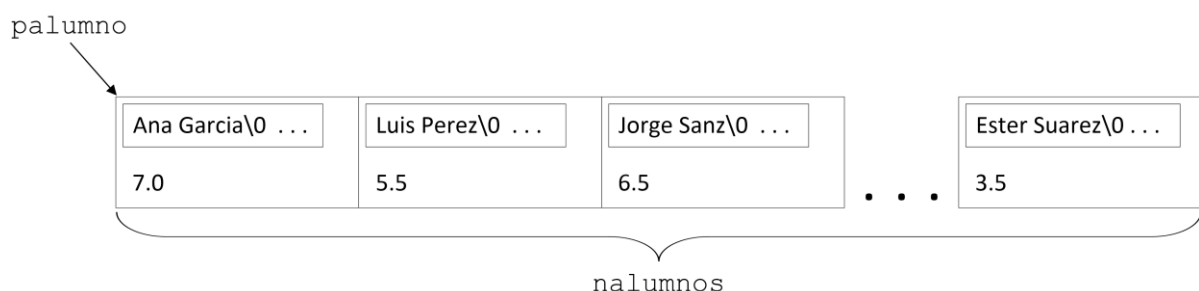 palumno
Ana Garcia\0 ... Luis Perez\0 ... Jorge Sanz\0 ... Ester Suarez\0 ...
7.0 5.5 6.5 . . . 3.5
nalumnos